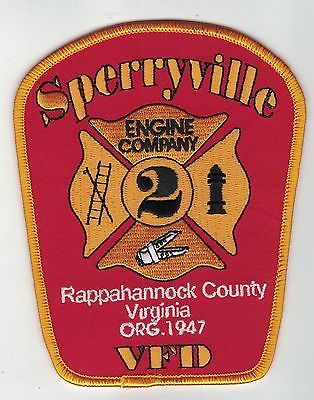 Sperryville
ENGINE
COMPANY
2
Rappahannock County
Virginia
ORG.1947
VFD